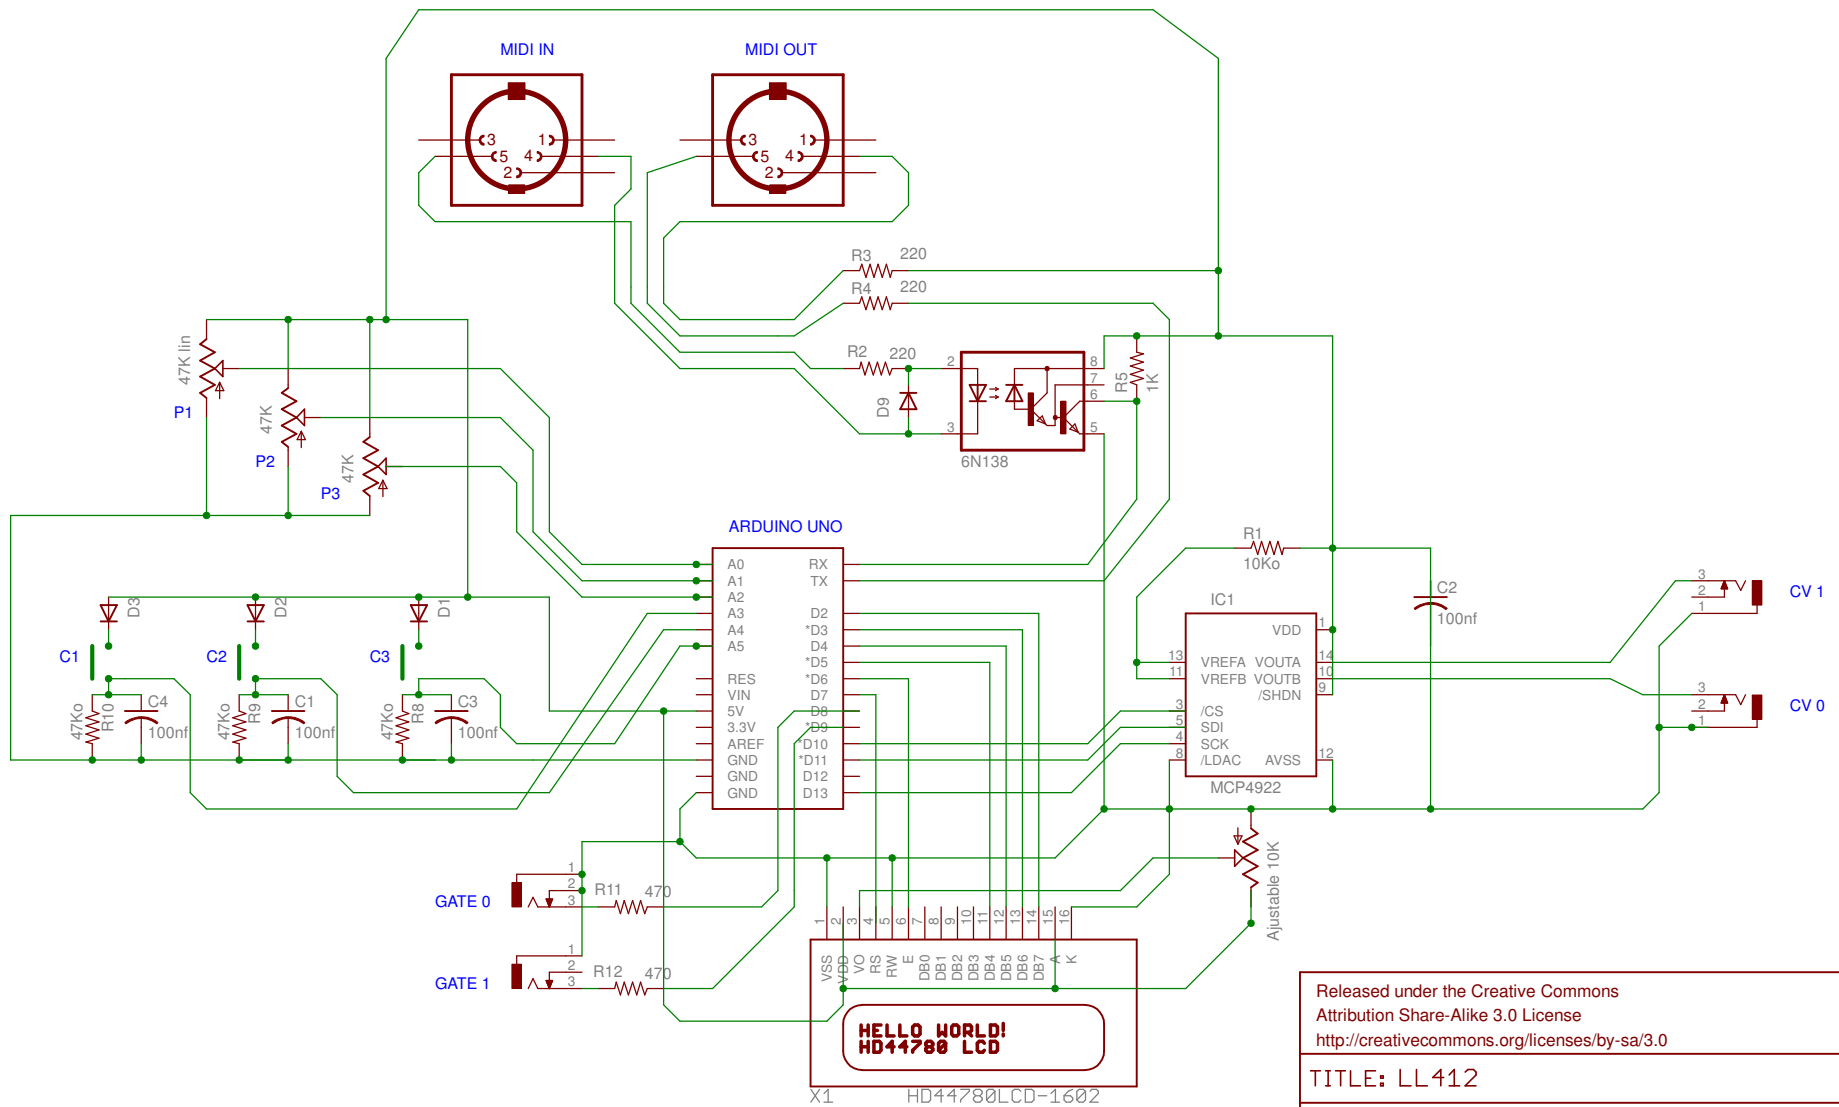 MIDI IN
MIDI OUT
3
1
5
4
2
3
1
5
4
2
R3
220
R4
220
R2
220
D9
2
3
8
7
6
5
6N138
R5
1K
47K lin
P1
47K
P2
47K
P3
ARDUINO UNO
A0
A1
A2
A3
A4
A5
RES
VIN
5V
3.3V
AREF
GND
GND
GND
RX
TX
D2
*D3
D4
*D5
*D6
D7
D8
*D9
*D10
*D11
D12
D13
R1
10Ko
C2
100nf
IC1
VDD
1
13
VREFA
VOUTA
14
11
VREFB
VOUTB
10
/SHDN
9
3
/CS
5
SDI
4
SCK
8
/LDAC
AVSS
12
MCP4922
3
2
1
CV 1
3
2
1
CV 0
D3
D2
D1
C1
C2
C3
47Ko
R10
C4
100nf
47Ko
R9
C1
100nf
47Ko
R8
C3
100nf
GATE 0
1
2
3
R11
470
GATE 1
1
2
3
R12
470
Ajustable 10K
1
2
3
4
5
6
7
8
9
10
11
12
13
14
15
16
VSS
VDD
VO
RS
RW
E
DB0
DB1
DB2
DB3
DB4
DB5
DB6
DB7
A
K
HELLO WORLD!
HD44780 LCD
X1
HD44780LCD-1602
Released under the Creative Commons
Attribution Share-Alike 3.0 License
http://creativecommons.org/licenses/by-sa/3.0
TITLE: LL412